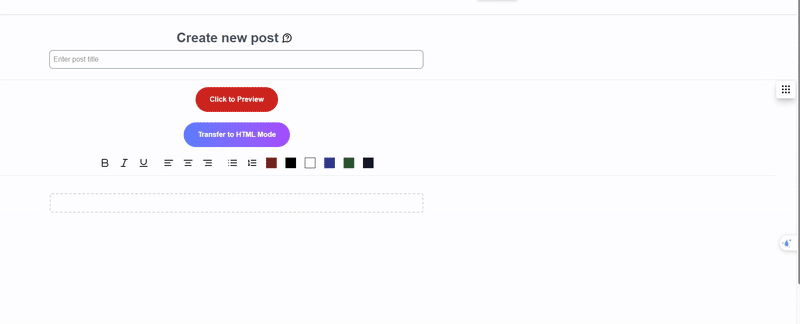 Create new post
Enter post title
Click to Preview
Transfer to HTML Mode
B I U